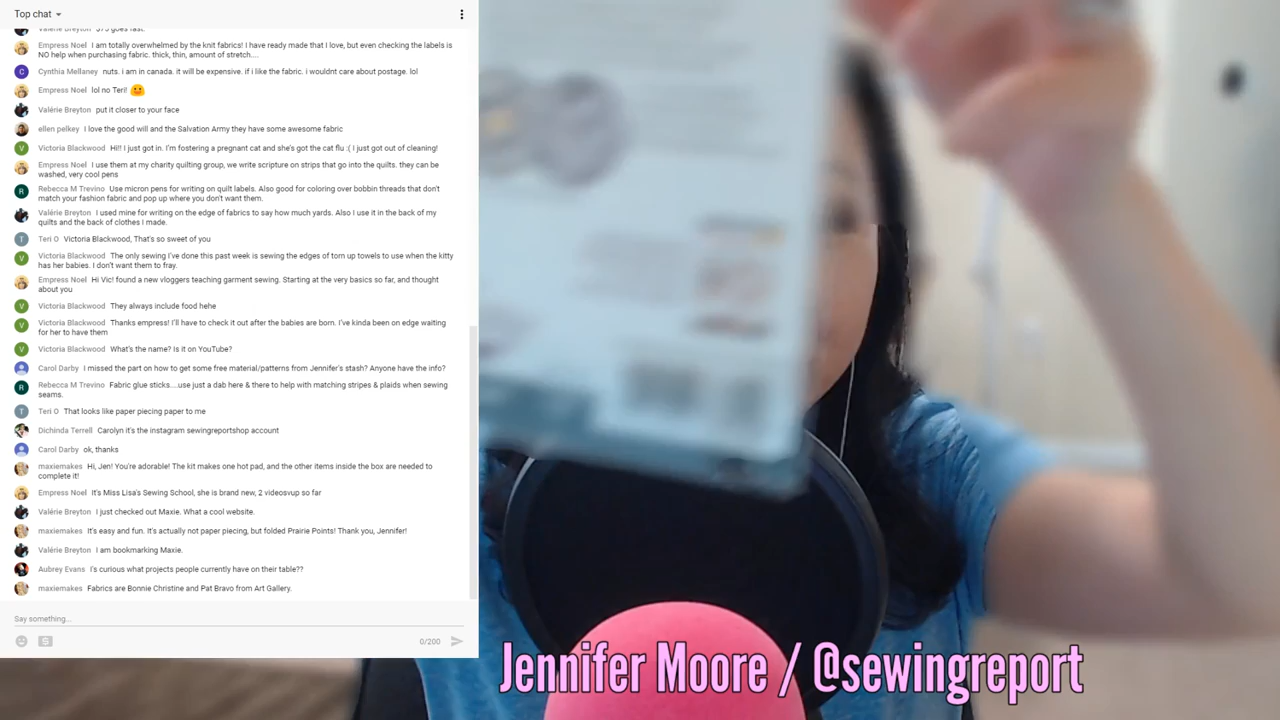 Top chat
Valérie Breyton $75 goes fast.
Empress Noel I am totally overwhelmed by the knit fabrics! I have ready made that I love, but even checking the labels is
NO help when purchasing fabric. thick, thin, amount of stretch....
C Cynthia Mellaney nuts. i am in canada. it will be expensive. if i like the fabric. i wouldnt care about postage. lol
Empress Noel lol no Teri!
Valérie Breyton put it closer to your face
ellen pelkey I love the good will and the Salvation Army they have some awesome fabric
V Victoria Blackwood Hi!! I just got in. I'm fostering a pregnant cat and she's got the cat flu :( I just got out of cleaning!
Empress Noel I use them at my charity quilting group, we write scripture on strips that go into the quilts. they can be
washed, very cool pens
R Rebecca M Trevino Use micron pens for writing on quilt labels. Also good for coloring over bobbin threads that don't
match your fashion fabric and pop up where you don't want them.
Valérie Breyton I used mine for writing on the edge of fabrics to say how much yards. Also I use it in the back of my
quilts and the back of clothes I made.
T Teri O Victoria Blackwood, That's so sweet of you
V Victoria Blackwood The only sewing I've done this past week is sewing the edges of torn up towels to use when the kitty
has her babies. I don't want them to fray.
Empress Noel Hi Vic! found a new vloggers teaching garment sewing. Starting at the very basics so far, and thought
about you
V Victoria Blackwood They always include food hehe
V Victoria Blackwood Thanks empress! I'll have to check it out after the babies are born. I've kinda been on edge waiting
for her to have them
V Victoria Blackwood What's the name? Is it on YouTube?
Carol Darby I missed the part on how to get some free material/patterns from Jennifer's stash? Anyone have the info?
R Rebecca M Trevino Fabric glue sticks....use just a dab here & there to help with matching stripes & plaids when sewing
seams.
T Teri O That looks like paper piecing paper to me
Dichinda Terrell Carolyn it's the instagram sewingreportshop account
Carol Darby ok, thanks
maxiemakes Hi, Jen! You're adorable! The kit makes one hot pad, and the other items inside the box are needed to
complete it!
Empress Noel It's Miss Lisa's Sewing School, she is brand new, 2 videosvup so far
Valérie Breyton I just checked out Maxie. What a cool website.
maxiemakes It's easy and fun. It's actually not paper piecing, but folded Prairie Points! Thank you, Jennifer!
Valérie Breyton I am bookmarking Maxie.
Aubrey Evans I's curious what projects people currently have on their table??
maxiemakes Fabrics are Bonnie Christine and Pat Bravo from Art Gallery.
Say something...
0/200
Jennifer Moore / @sewingreport